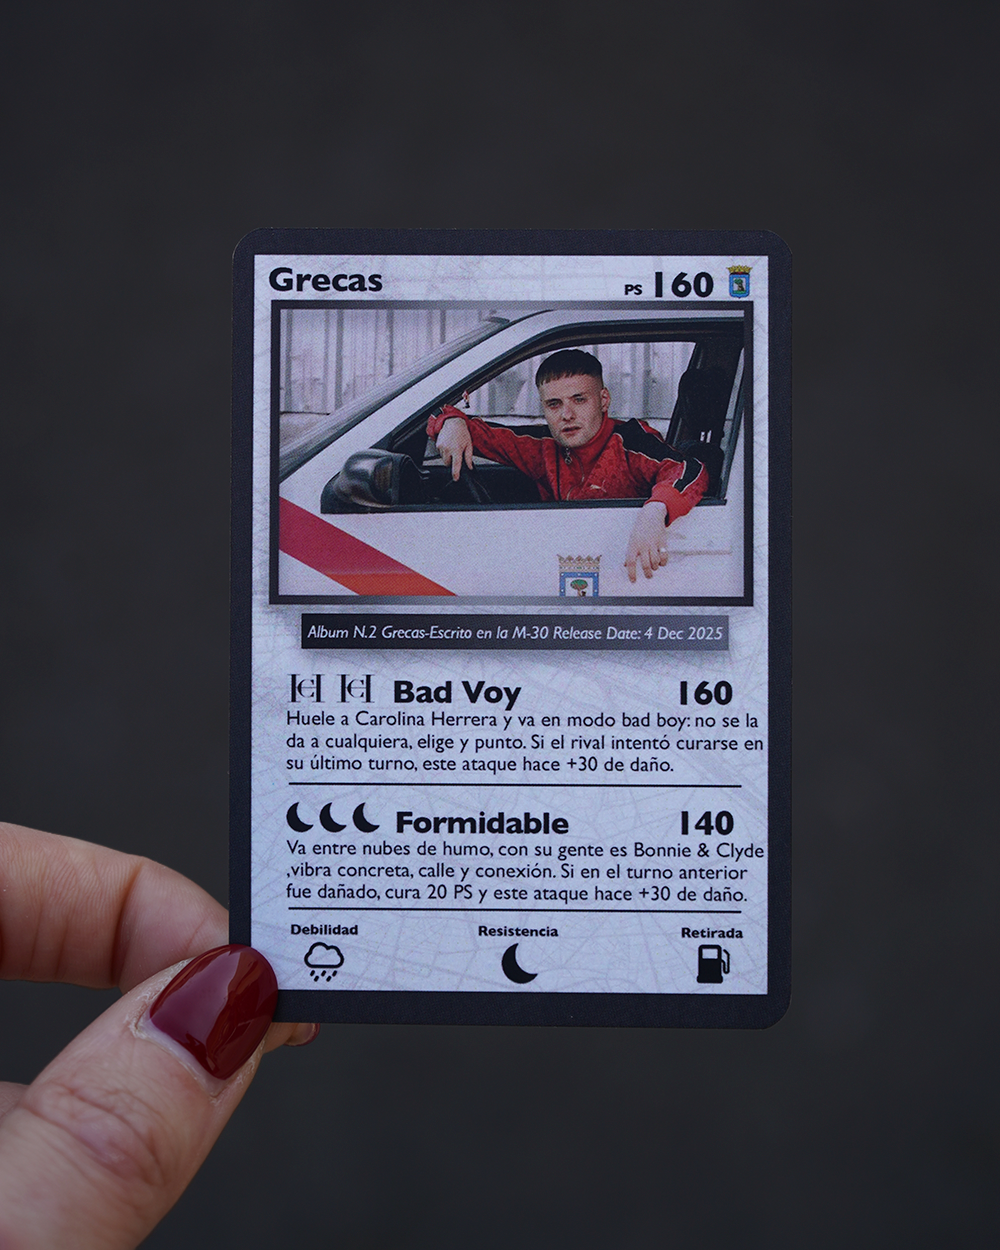 Grecas
PS 160
Album N.2 Grecas-Escrito en la M-30 Release Date: 4 Dec 2025
Bad Voy 160
Huele a Carolina Herrera y va en modo bad boy: no se la
da a cualquiera, elige y punto. Si el rival intentó curarse en
su último turno, este ataque hace +30 de daño.
Formidable 140
Va entre nubes de humo, con su gente es Bonnie & Clyde
,vibra concreta, calle y conexión. Si en el turno anterior
fue dañado, cura 20 PS y este ataque hace +30 de daño.
Debilidad Resistencia Retirada